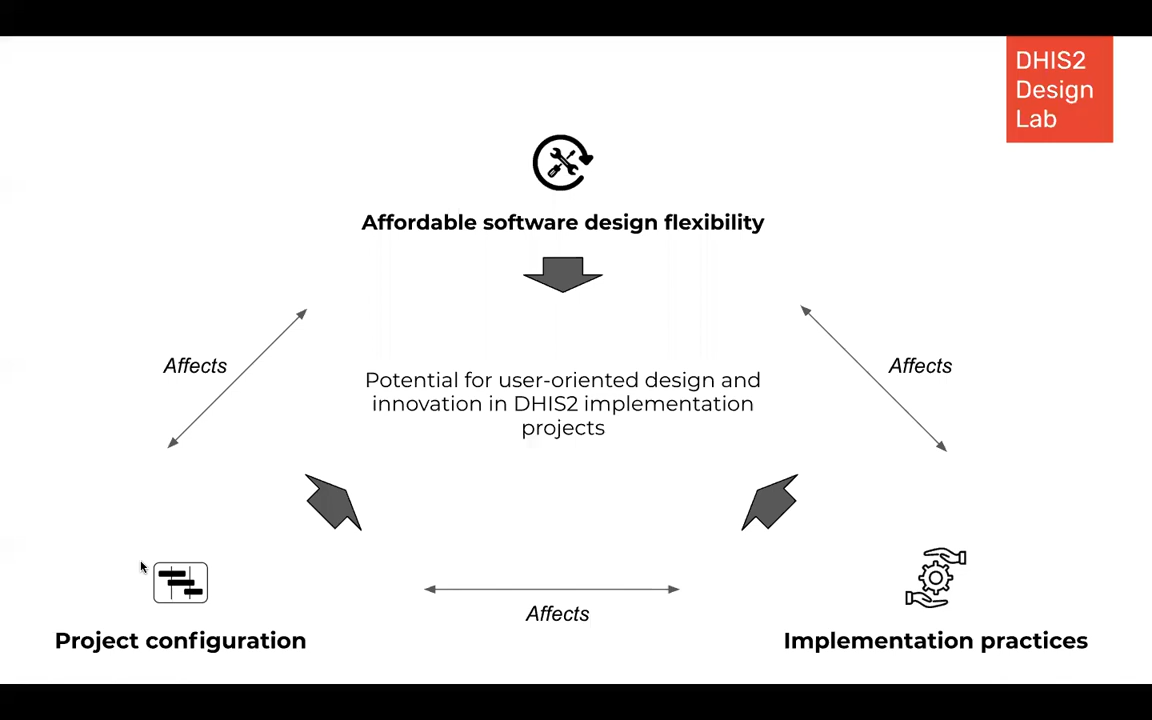 DHIS2
Design
Lab
Affordable software design flexibility
Affects
Affects
Potential for user-oriented design and
innovation in DHIS2 implementation
projects
Affects
Project configuration
Implementation practices